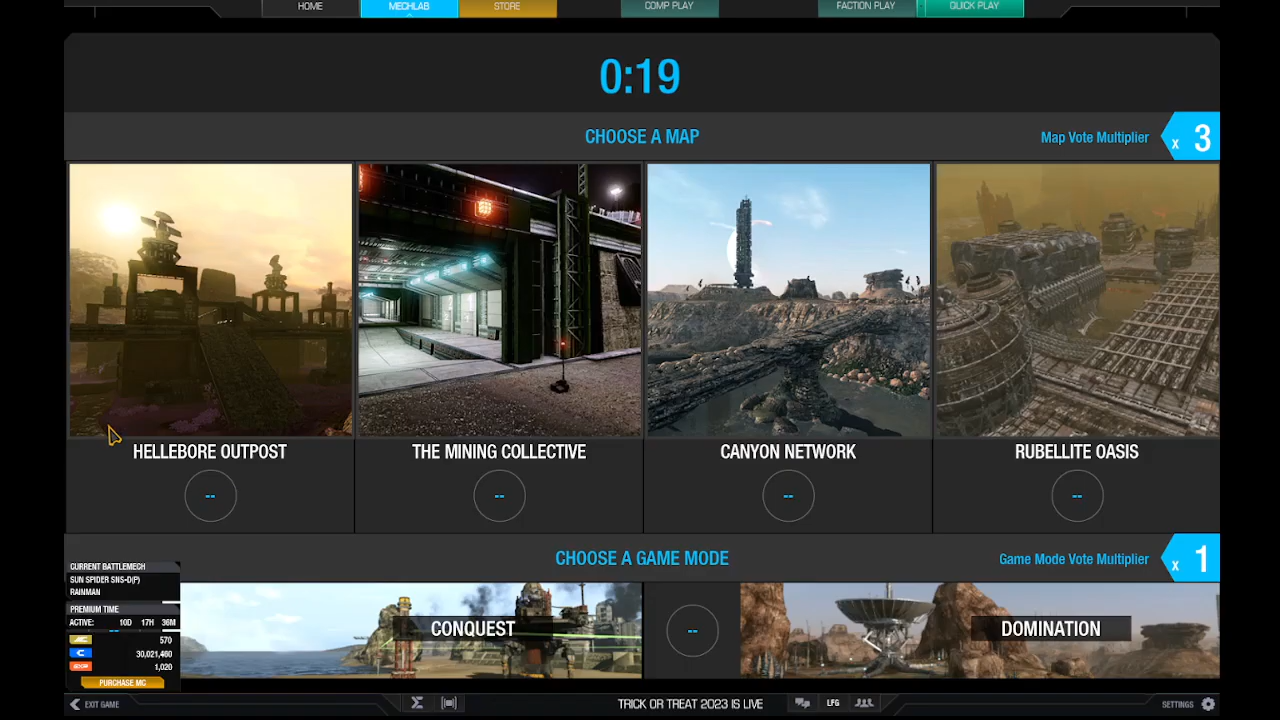 HOME
MECHLAB
STORE
COMP PLAY
FACTION PLAY
QUICK PLAY
0:19
CHOOSE A MAP
Map Vote Multiplier
x 3
HELLEBORE OUTPOST
THE MINING COLLECTIVE
CANYON NETWORK
RUBELLITE OASIS
--
--
--
--
CHOOSE A GAME MODE
Game Mode Vote Multiplier
x 1
CURRENT BATTLEMECH
SUN SPIDER SNS-D(P)
RAINMAN
PREMIUM TIME
ACTIVE: 10D 17H 36M
570
C 30,021,460
GXP 1,020
PURCHASE MC
CONQUEST
--
DOMINATION
EXIT GAME
TRICK OR TREAT 2023 IS LIVE
LFG
SETTINGS